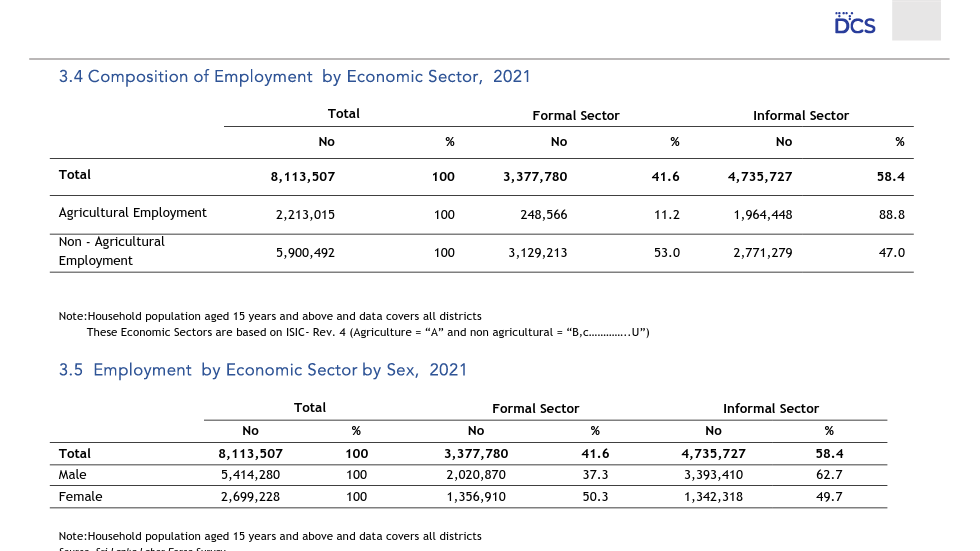 DCS
3.4 Composition of Employment by Economic Sector, 2021
Total Formal Sector Informal Sector
No % No % No %
Total 8,113,507 100 3,377,780 41.6 4,735,727 58.4
Agricultural Employment 2,213,015 100 248,566 11.2 1,964,448 88.8
Non - Agricultural
Employment 5,900,492 100 3,129,213 53.0 2,771,279 47.0
Note:Household population aged 15 years and above and data covers all districts
These Economic Sectors are based on ISIC- Rev. 4 (Agriculture = “A” and non agricultural = “B,c…………..U”)
3.5 Employment by Economic Sector by Sex, 2021
Total Formal Sector Informal Sector
No % No % No %
Total 8,113,507 100 3,377,780 41.6 4,735,727 58.4
Male 5,414,280 100 2,020,870 37.3 3,393,410 62.7
Female 2,699,228 100 1,356,910 50.3 1,342,318 49.7
Note:Household population aged 15 years and above and data covers all districts
Source- Sri Lanka Labor Force Survey